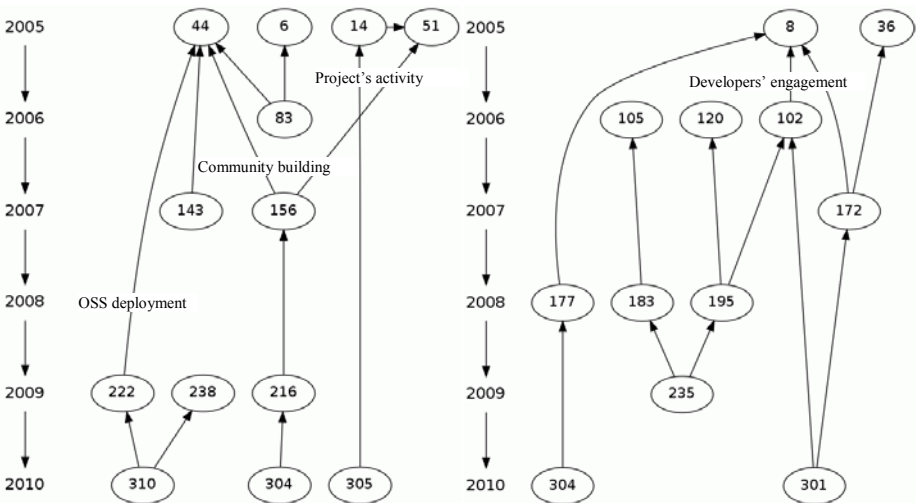 2005 44 6 14 51 2005 8 36
Project's activity Developers' engagement
2006 83 2006 105 120 102
Community building
2007 143 156 2007 172
OSS deployment 2008 2008 177 183 195
2009 222 238 216 2009 235
2010 310 304 305 2010 304 301